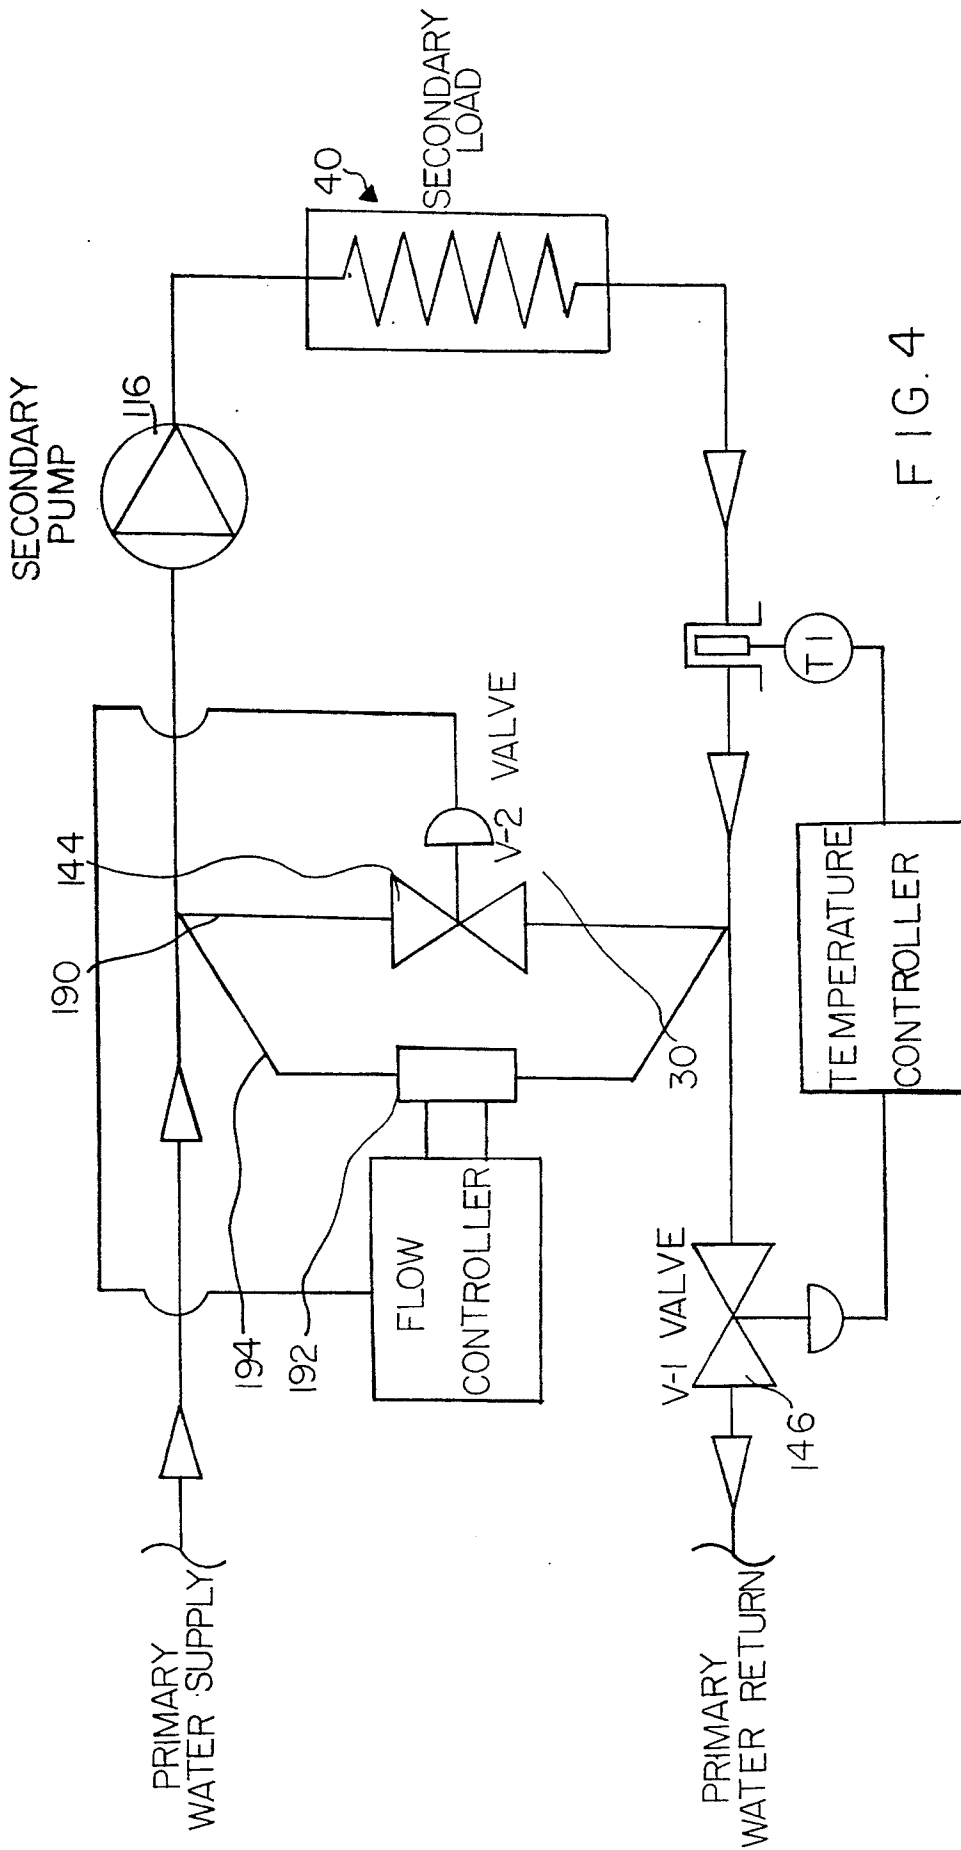 SECONDARY
PUMP
116
40
SECONDARY
LOAD
144
190
V-2 VALVE
30
194
192
FLOW
CONTROLLER
T1
TEMPERATURE
CONTROLLER
V-1 VALVE
146
PRIMARY
WATER SUPPLY
PRIMARY
WATER RETURN
FIG. 4